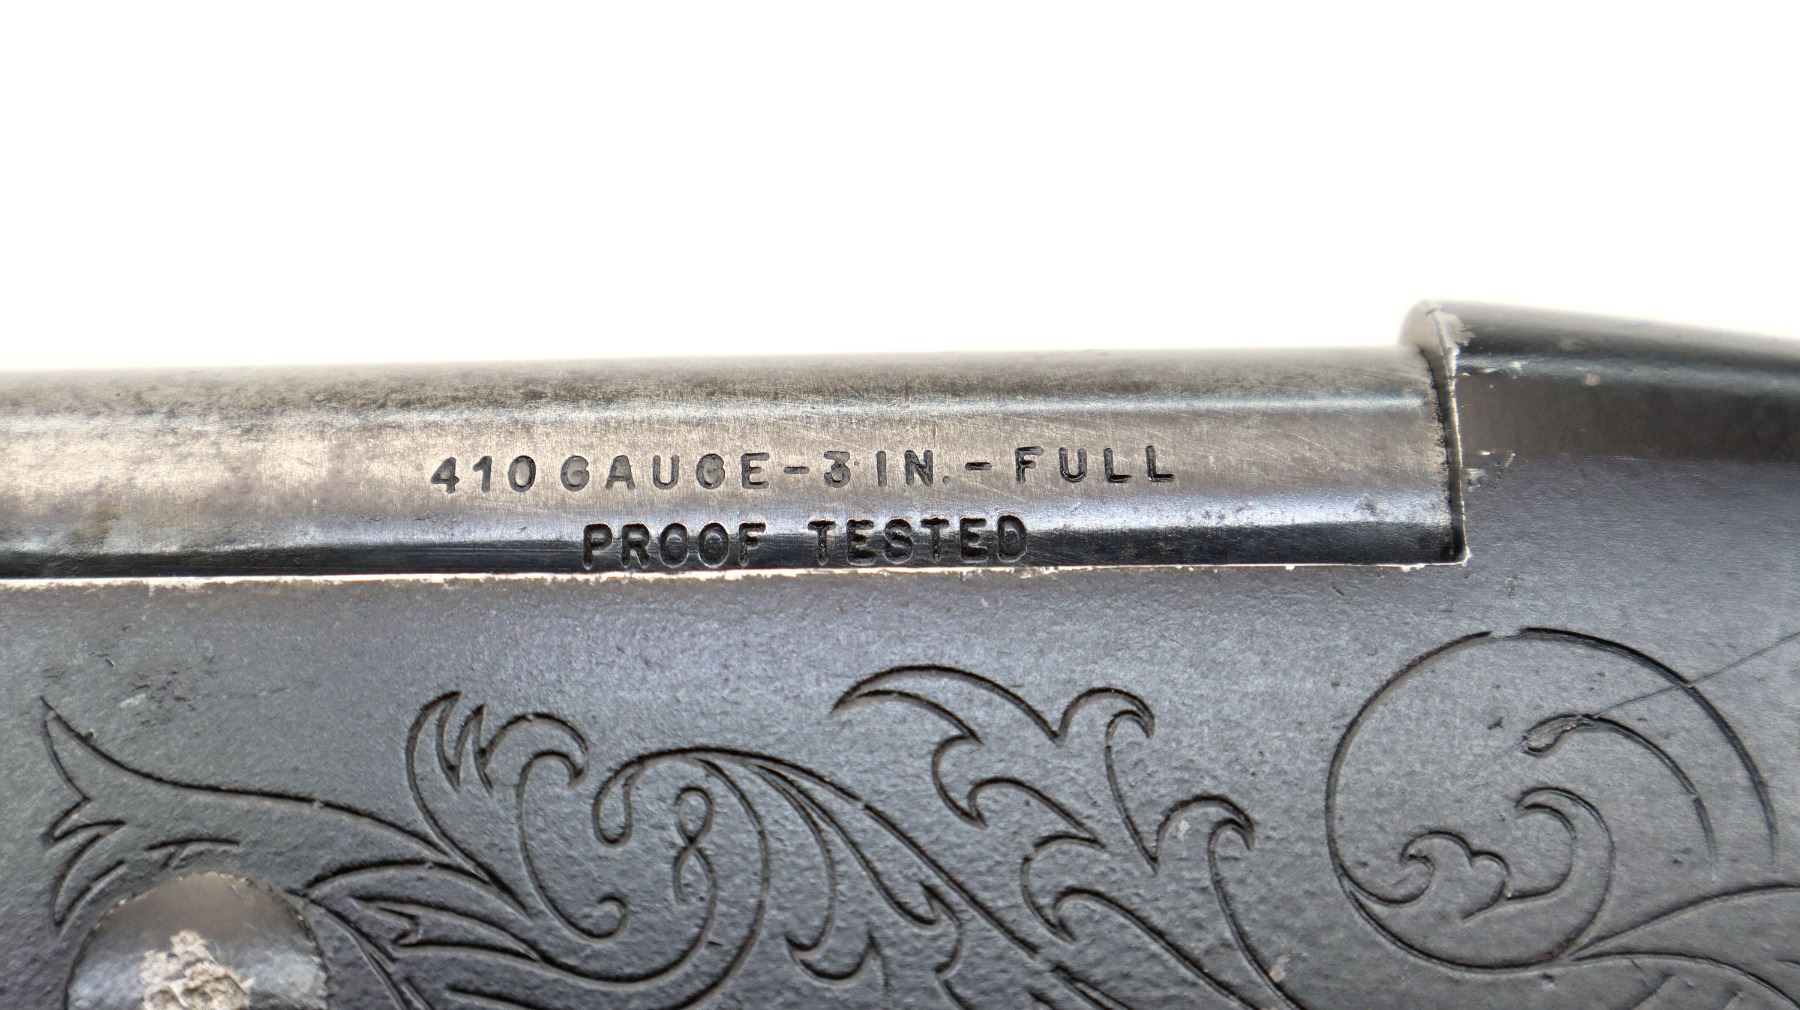 410 GAUGE-3 IN.-FULL
PROOF TESTED